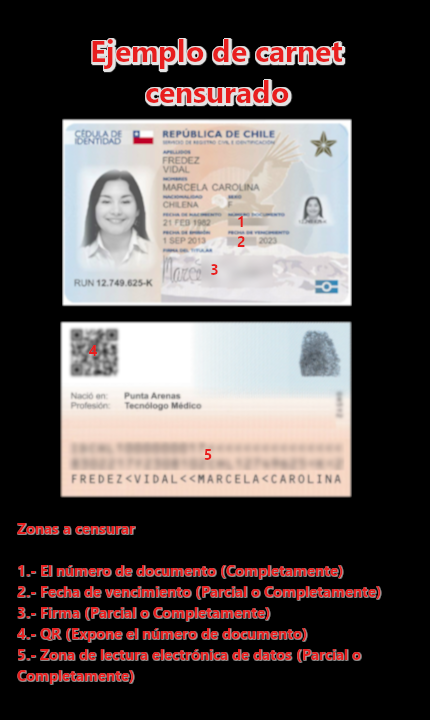 Ejemplo de carnet
censurado
CÉDULA DE
IDENTIDAD
REPÚBLICA DE CHILE
SERVICIO DE REGISTRO CIVIL E IDENTIFICACIÓN
APELLIDOS
FREDEZ
VIDAL
NOMBRES
MARCELA CAROLINA
NACIONALIDAD SEXO
CHILENA F
FECHA DE NACIMIENTO NÚMERO DOCUMENTO
21 FEB 1982 1
FECHA DE EMISIÓN FECHA DE VENCIMIENTO
1 SEP 2013 2 2023
FIRMA DEL TITULAR
3
RUN 12.749.625-K
4
Nació en: Punta Arenas
Profesión: Tecnólogo Médico
5
FREDEZ<VIDAL<<MARCELA<CAROLINA
Zonas a censurar
1.- El número de documento (Completamente)
2.- Fecha de vencimiento (Parcial o Completamente)
3.- Firma (Parcial o Completamente)
4.- QR (Expone el número de documento)
5.- Zona de lectura electrónica de datos (Parcial o
Completamente)